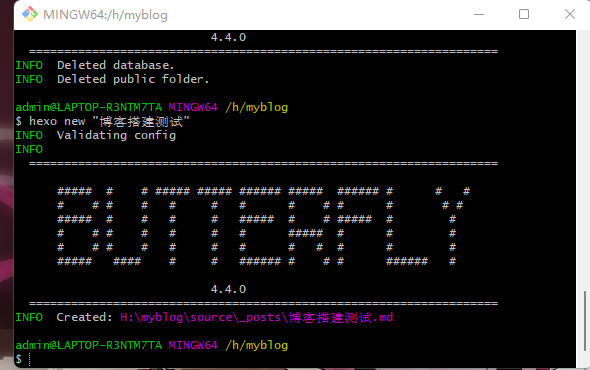 MINGW64:/h/myblog
4.4.0
===================================================================
INFO  Deleted database.
INFO  Deleted public folder.
admin@LAPTOP-R3NTM7TA MINGW64 /h/myblog
$ hexo new "博客搭建测试"
INFO  Validating config
INFO
===================================================================
BUTTERFLY
4.4.0
===================================================================
INFO  Created: H:\myblog\source\_posts\博客搭建测试.md
admin@LAPTOP-R3NTM7TA MINGW64 /h/myblog
$